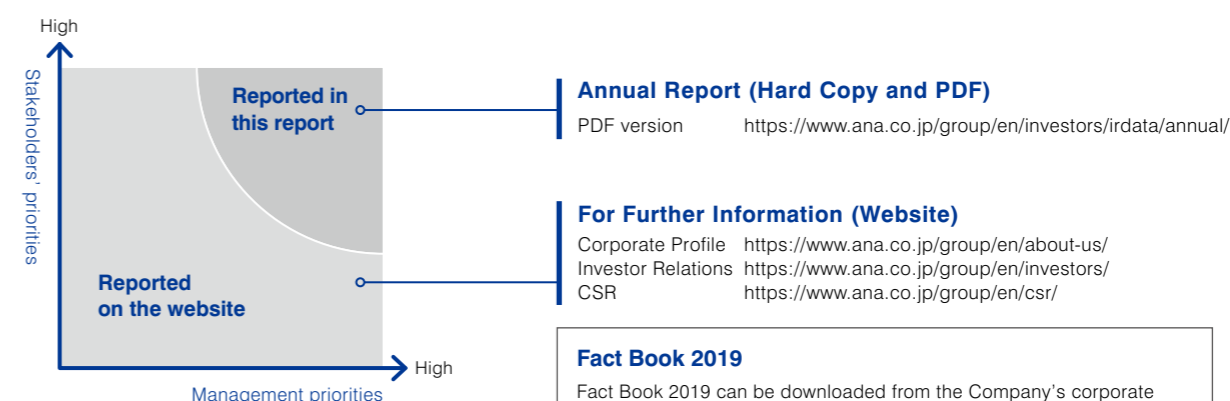 High
Stakeholders' priorities
Reported in
this report
Reported
on the website
High
Management priorities
Annual Report (Hard Copy and PDF)
PDF version https://www.ana.co.jp/group/en/investors/irdata/annual/
For Further Information (Website)
Corporate Profile https://www.ana.co.jp/group/en/about-us/
Investor Relations https://www.ana.co.jp/group/en/investors/
CSR https://www.ana.co.jp/group/en/csr/
Fact Book 2019
Fact Book 2019 can be downloaded from the Company's corporate